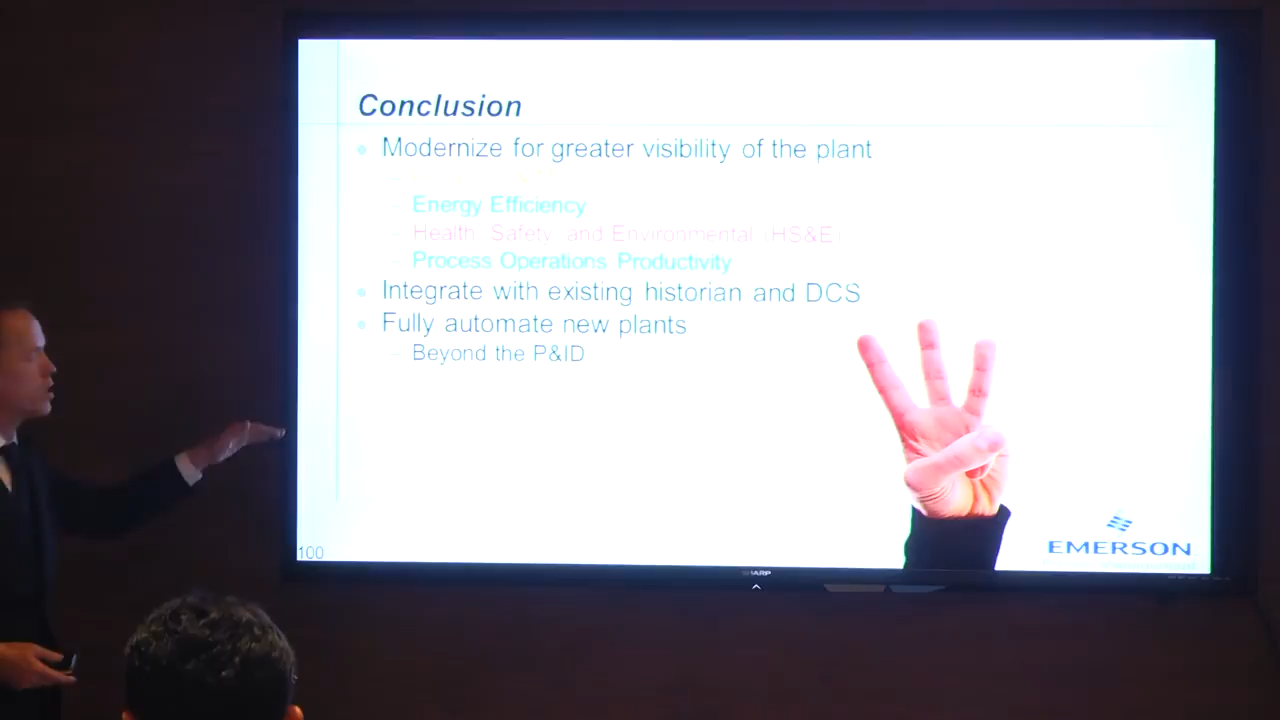 Conclusion
Modernize for greater visibility of the plant
Energy Efficiency
Health, Safety, and Environmental (HS&E)
Process Operations Productivity
Integrate with existing historian and DCS
Fully automate new plants
Beyond the P&ID
100
EMERSON
SHARP